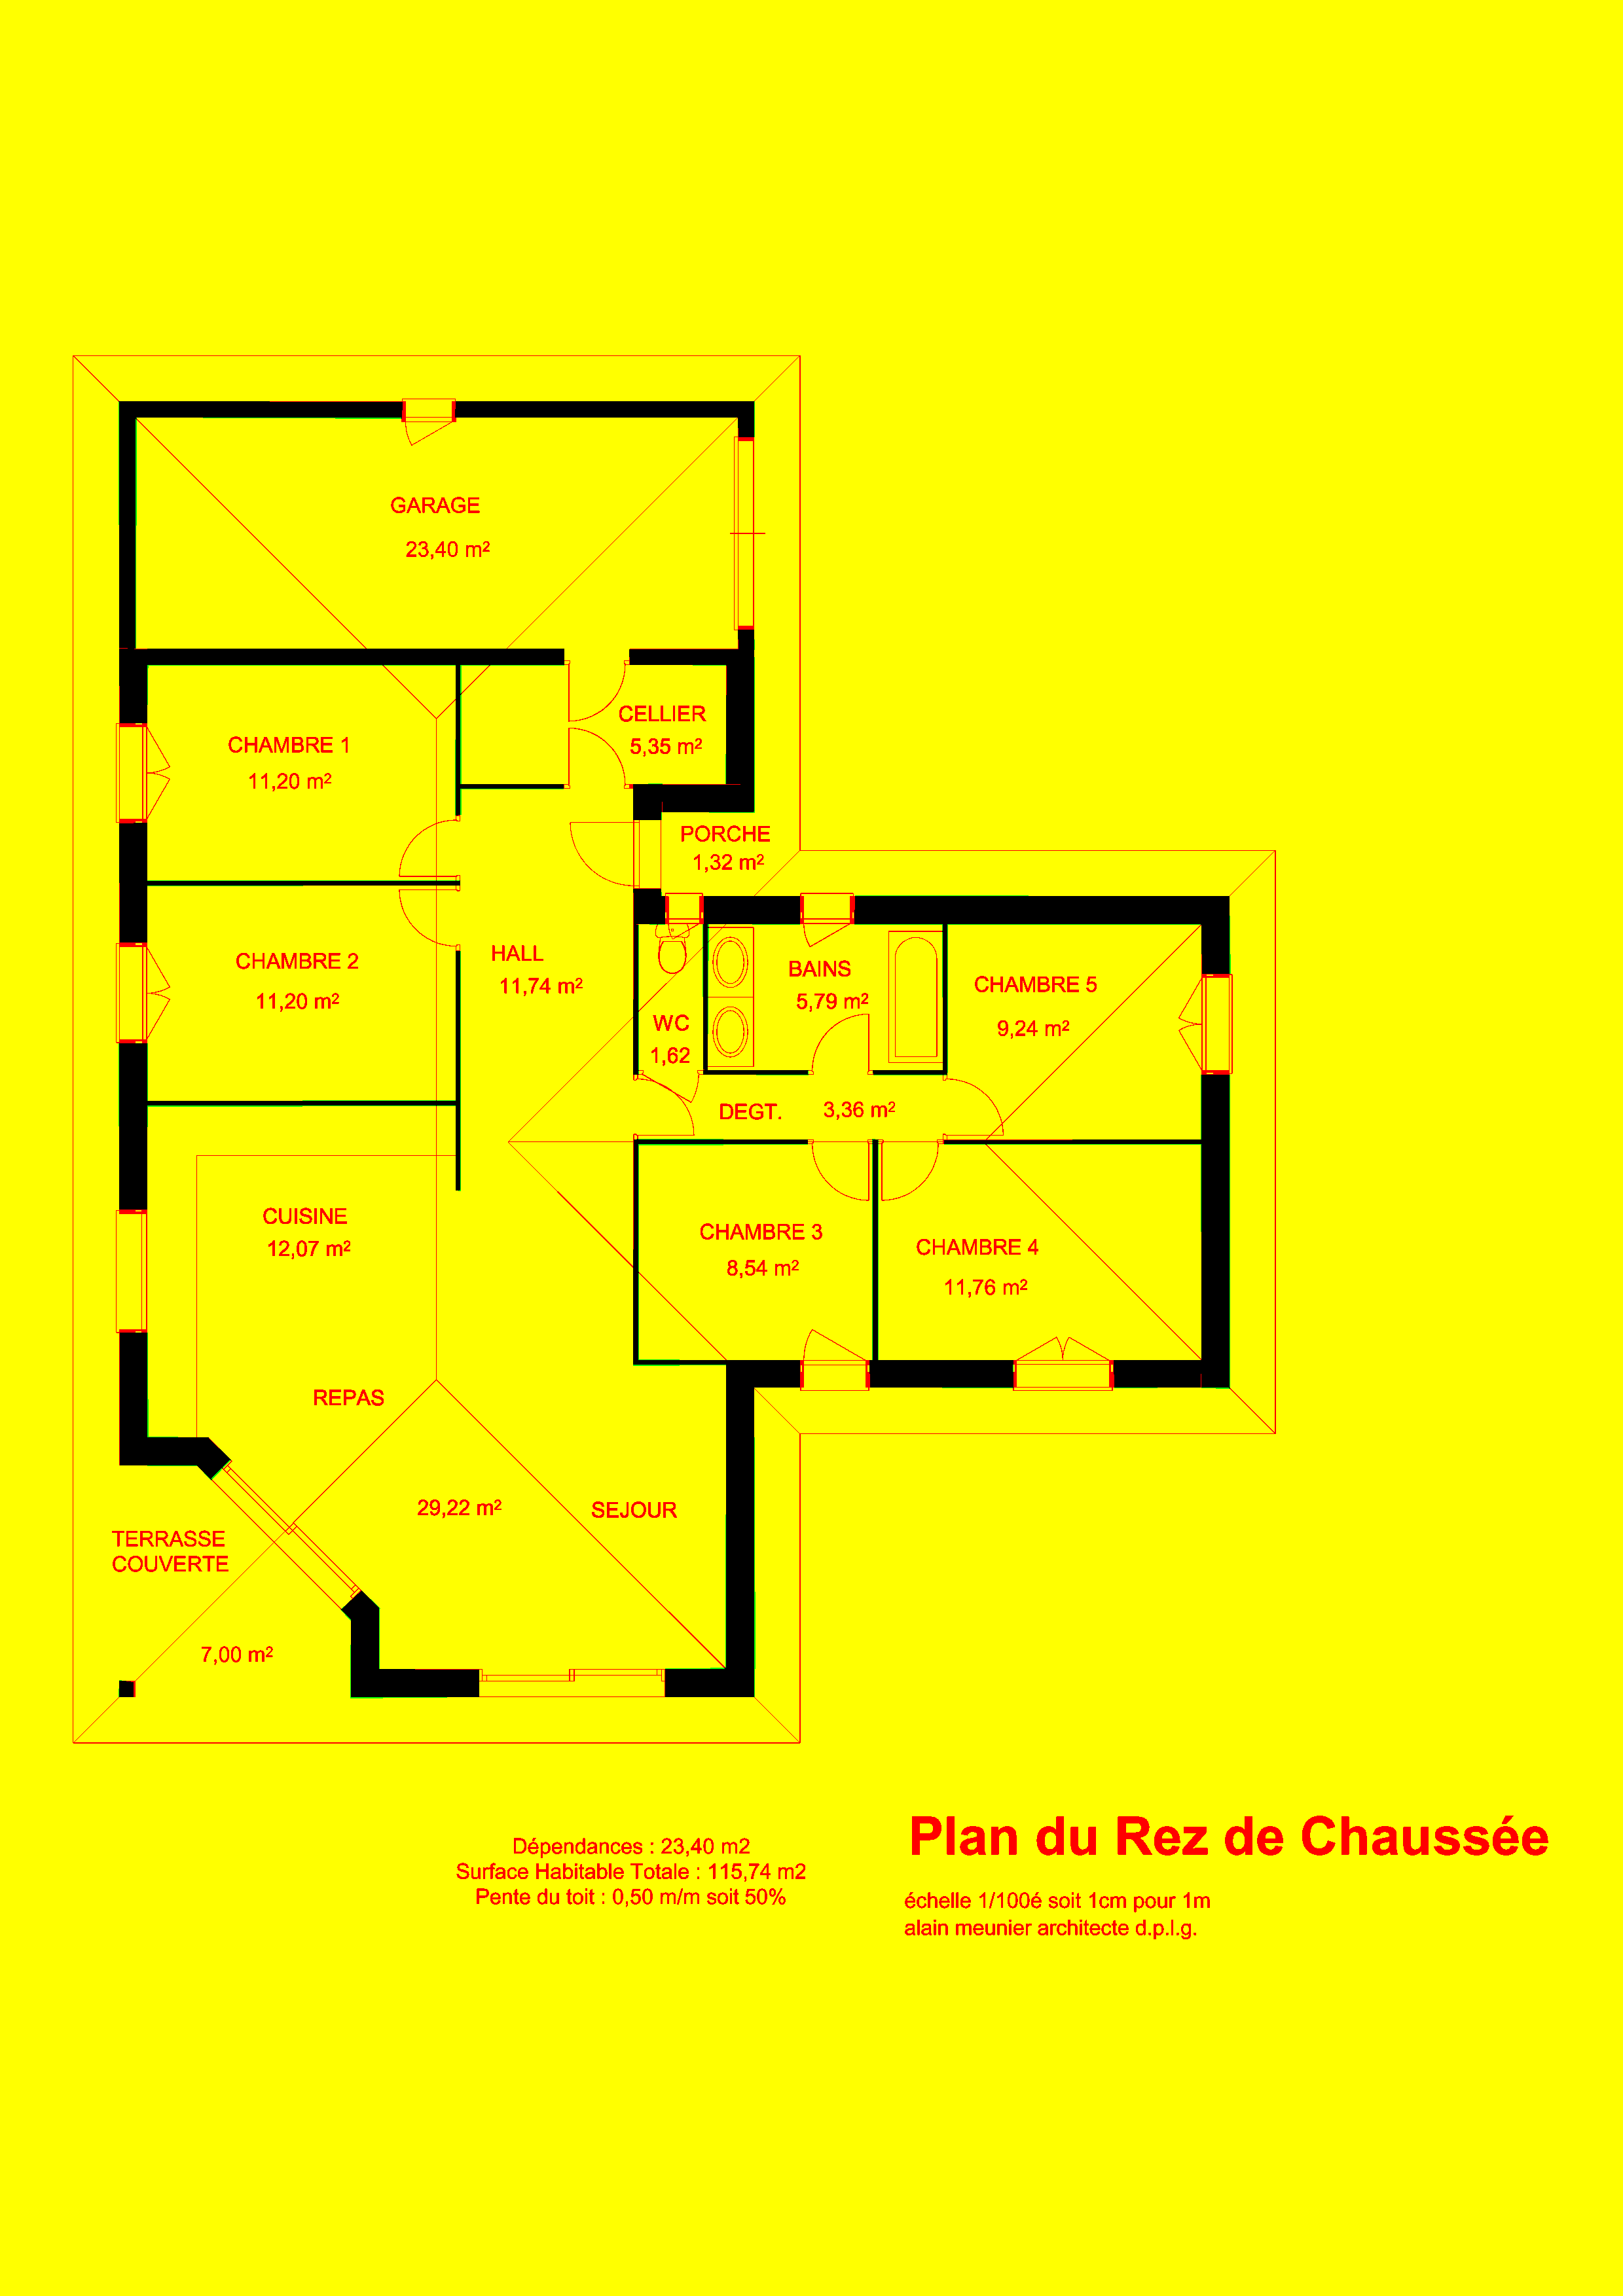 GARAGE
23,40 m²
CELLIER
5,35 m²
CHAMBRE 1
11,20 m²
PORCHE
1,32 m²
CHAMBRE 2
11,20 m²
HALL
11,74 m²
WC
1,62
BAINS
5,79 m²
CHAMBRE 5
9,24 m²
DEGT. 3,36 m²
CUISINE
12,07 m²
CHAMBRE 3
8,54 m²
CHAMBRE 4
11,76 m²
REPAS
29,22 m²
SEJOUR
TERRASSE
COUVERTE
7,00 m²
Dépendances : 23,40 m2
Surface Habitable Totale : 115,74 m2
Pente du toit : 0,50 m/m soit 50%
Plan du Rez de Chaussée
échelle 1/100é soit 1cm pour 1m
alain meunier architecte d.p.l.g.